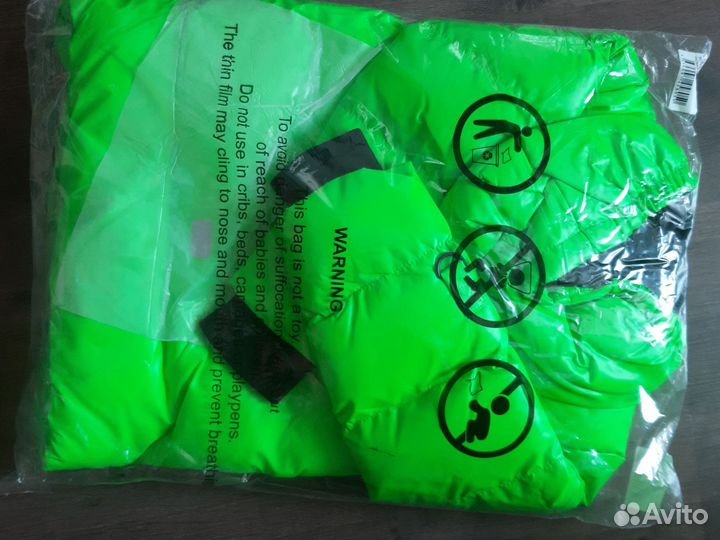 WARNING
bag is not a toy
To avoid of suffocation
of reach of babies and
Do not use in cribs, beds, playpens.
The thin film may cling to nose and and prevent
Avito